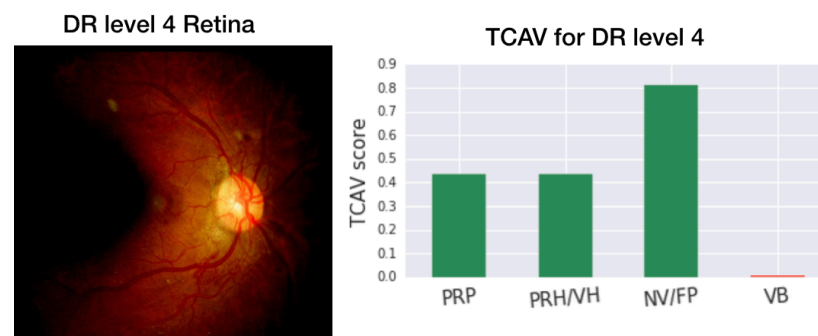 DR level 4 Retina
TCAV for DR level 4
TCAV score
0.9
0.8
0.7
0.6
0.5
0.4
0.3
0.2
0.1
0.0
PRP
PRH/VH
NV/FP
VB